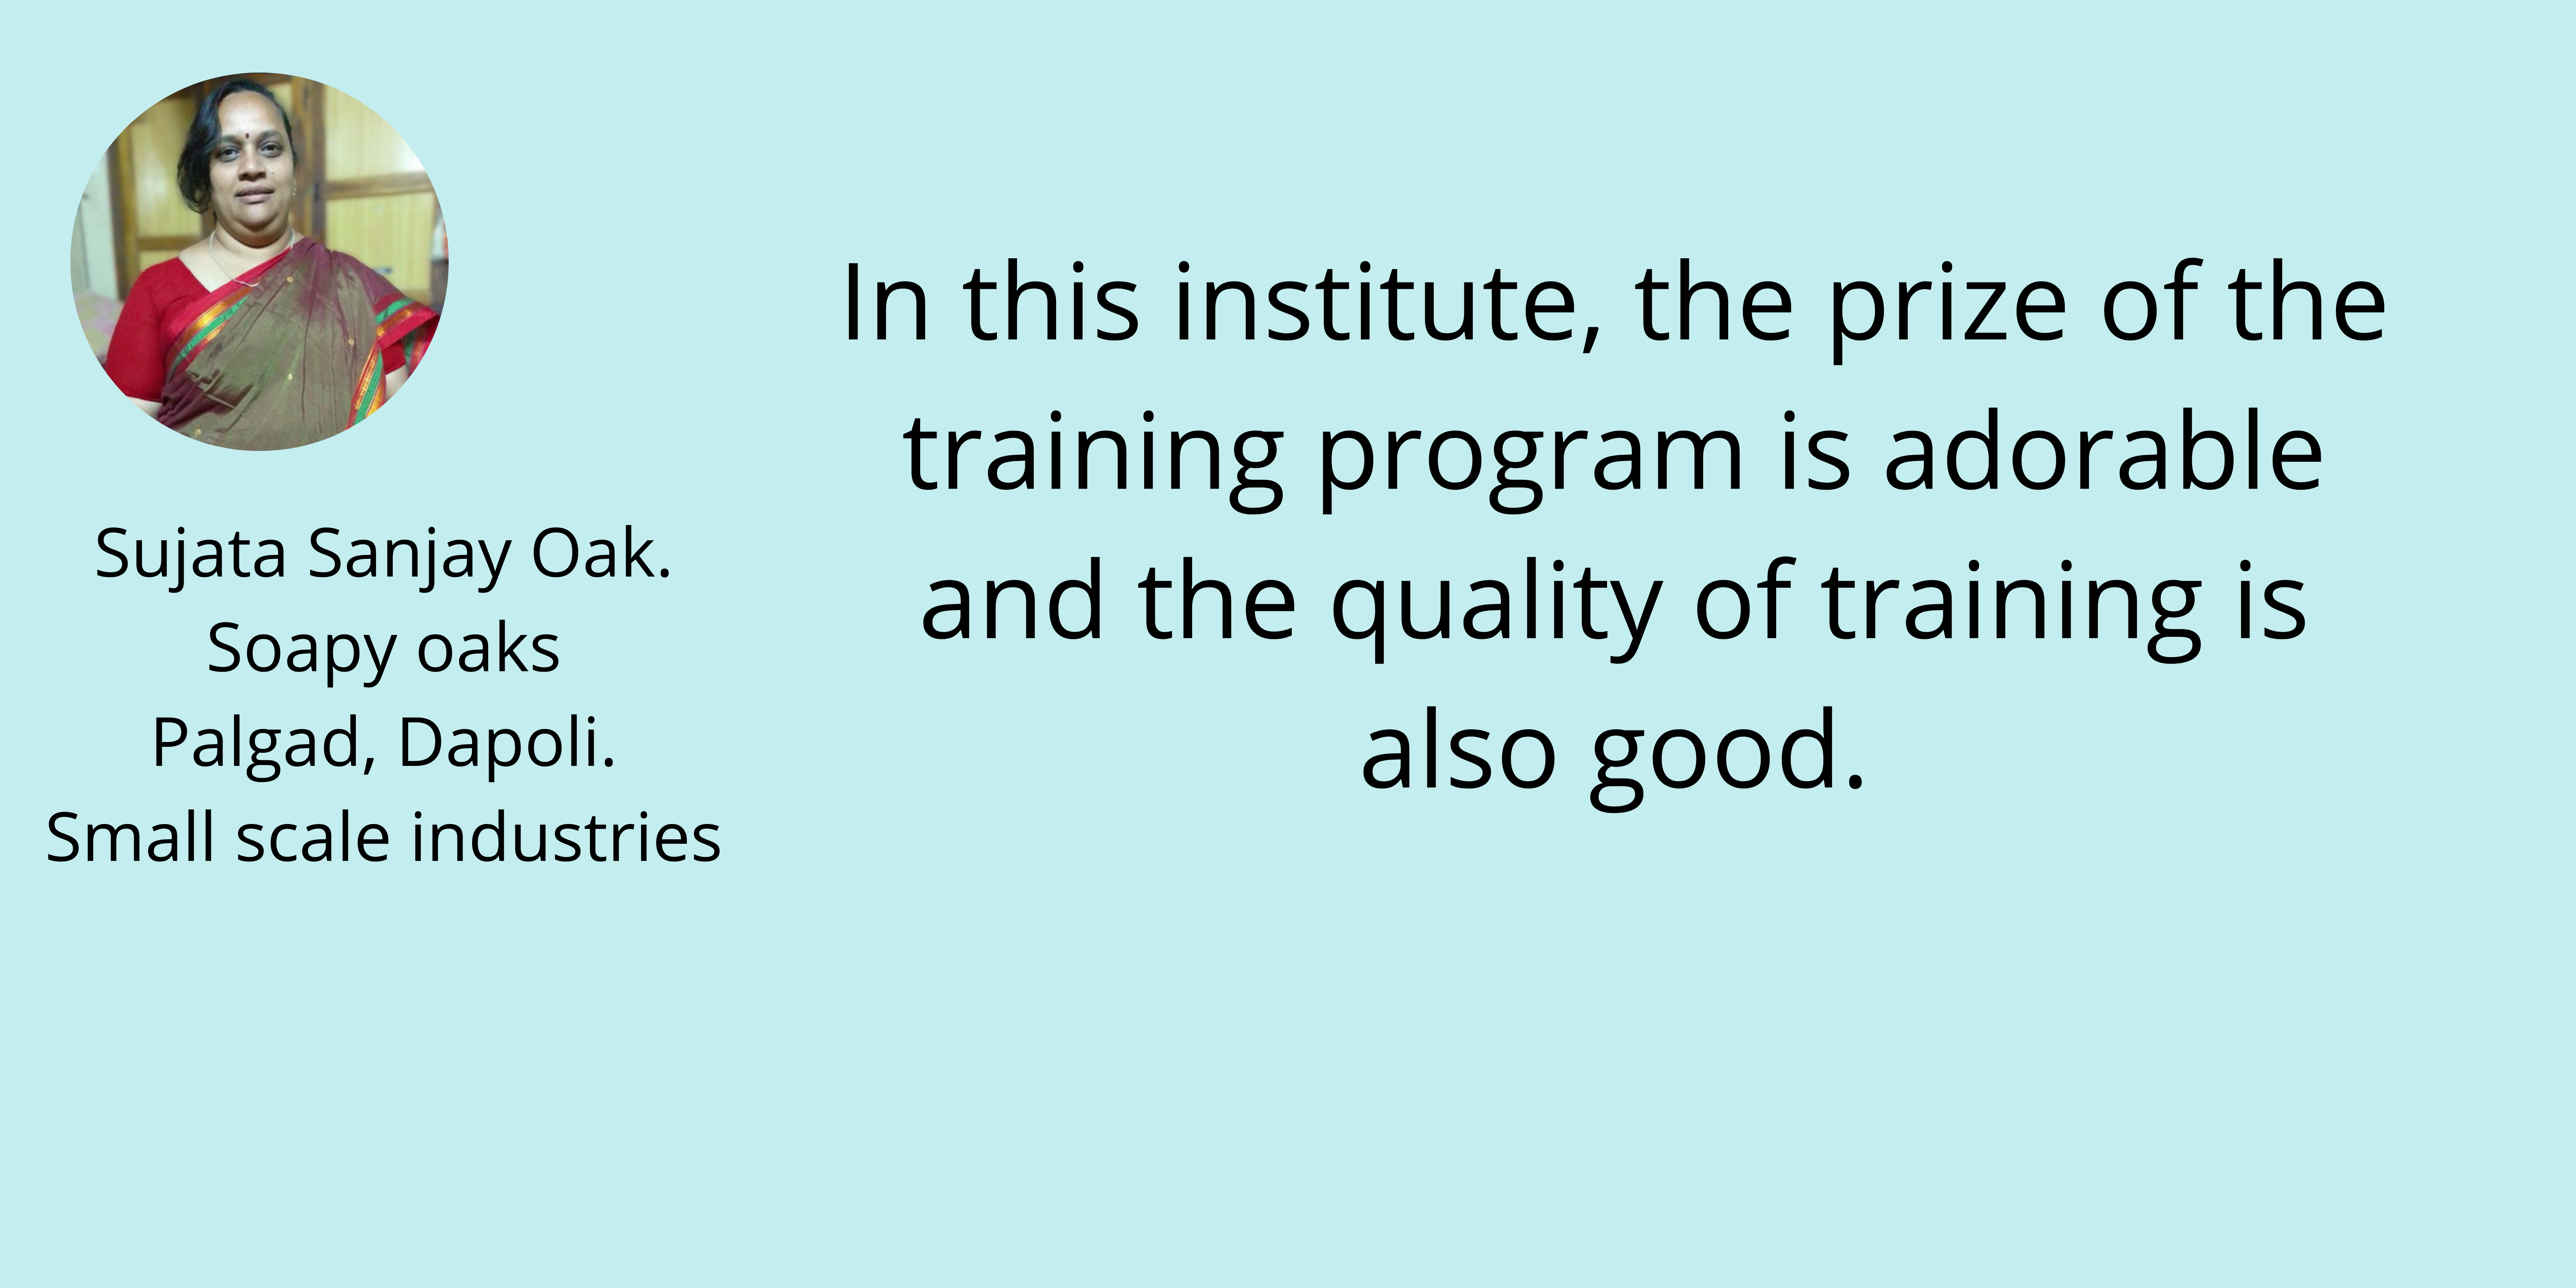 Sujata Sanjay Oak.
Soapy oaks
Palgad, Dapoli.
Small scale industries
In this institute, the prize of the
training program is adorable
and the quality of training is
also good.